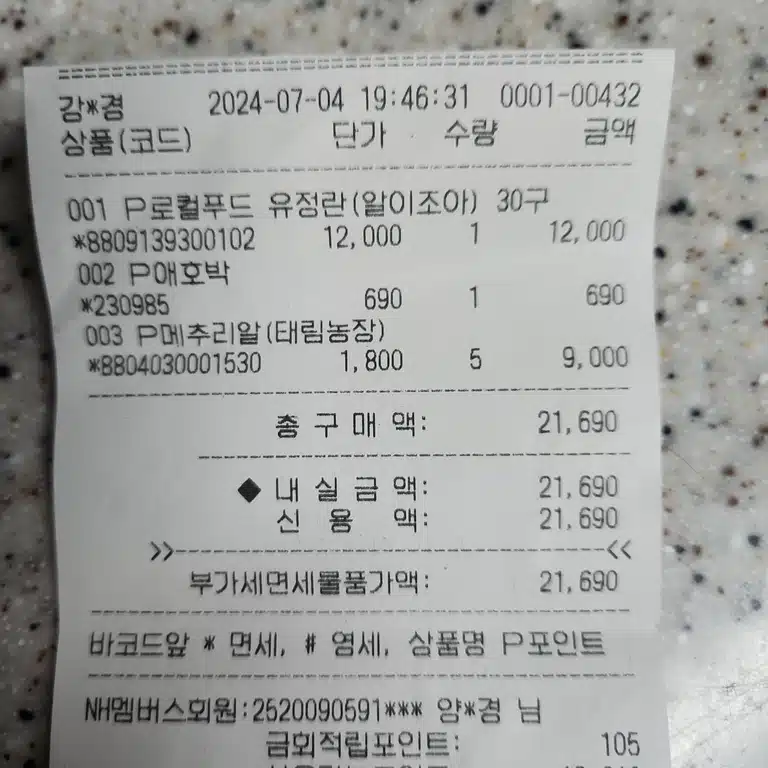 감*경 2024-07-04 19:46:31 0001-00432
상품(코드) 단가 수량 금액
001 P로컬푸드 유정란(알이조아) 30구
*8809139300102 12,000 1 12,000
002 P애호박
*230985 690 1 690
003 P메추리알(태림농장)
*8804030001530 1,800 5 9,000
총 구 매 액: 21,690
◆ 내 실 금 액: 21,690
신 용 액: 21,690
부가세면세물품가액: 21,690
바코드앞 * 면세, # 영세, 상품명 P포인트
NH멤버스회원:2520090591*** 양*경 님
금회적립포인트: 105